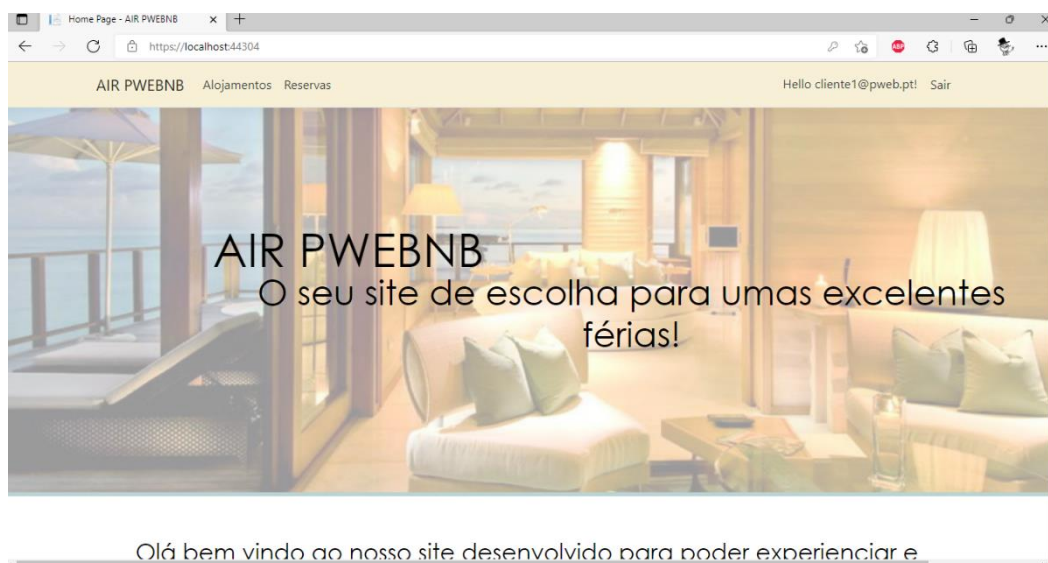 Home Page - AIR PWEBNB
https://localhost:44304
ABP
AIR PWEBNB Alojamentos Reservas Hello cliente1@pweb.pt! Sair
AIR PWEBNB
O seu site de escolha para umas excelentes
férias!
Olá bem vindo ao nosso site desenvolvido para poder experienciar e